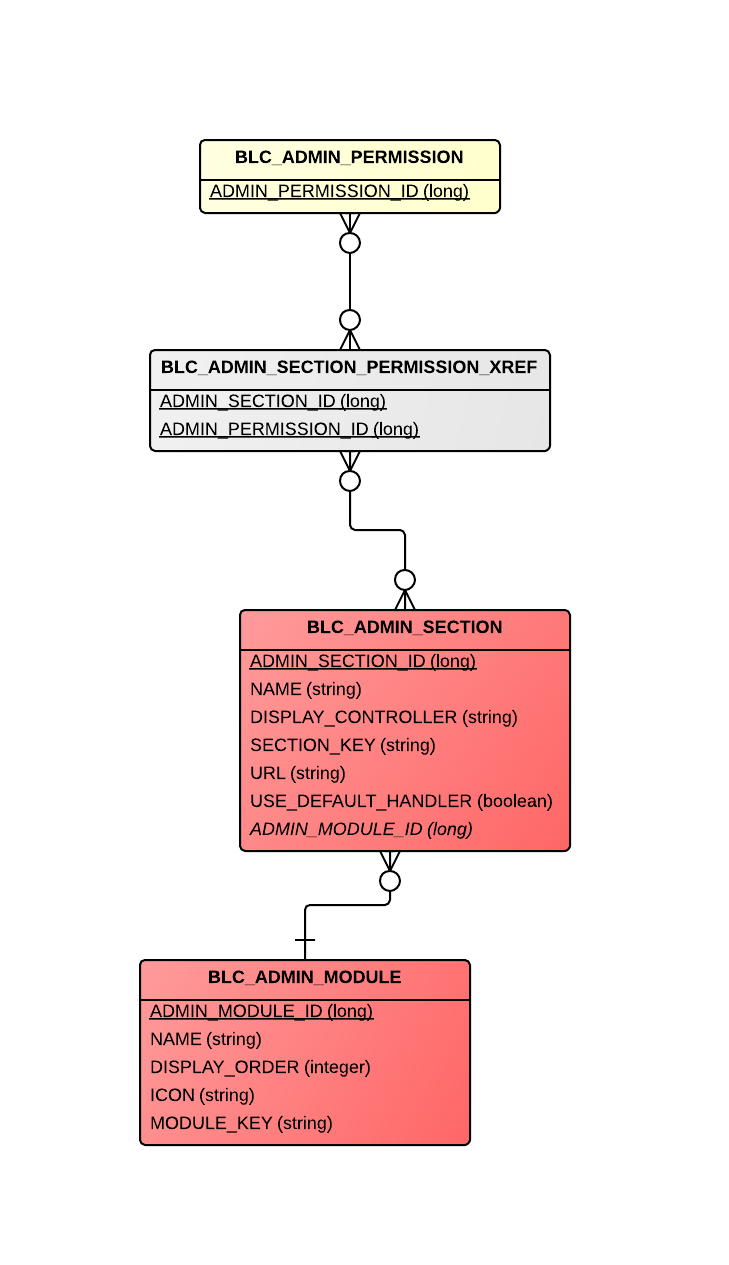 BLC_ADMIN_PERMISSION
ADMIN_PERMISSION_ID (long)
BLC_ADMIN_SECTION_PERMISSION_XREF
ADMIN_SECTION_ID (long)
ADMIN_PERMISSION_ID (long)
BLC_ADMIN_SECTION
ADMIN_SECTION_ID (long)
NAME (string)
DISPLAY_CONTROLLER (string)
SECTION_KEY (string)
URL (string)
USE_DEFAULT_HANDLER (boolean)
ADMIN_MODULE_ID (long)
BLC_ADMIN_MODULE
ADMIN_MODULE_ID (long)
NAME (string)
DISPLAY_ORDER (integer)
ICON (string)
MODULE_KEY (string)